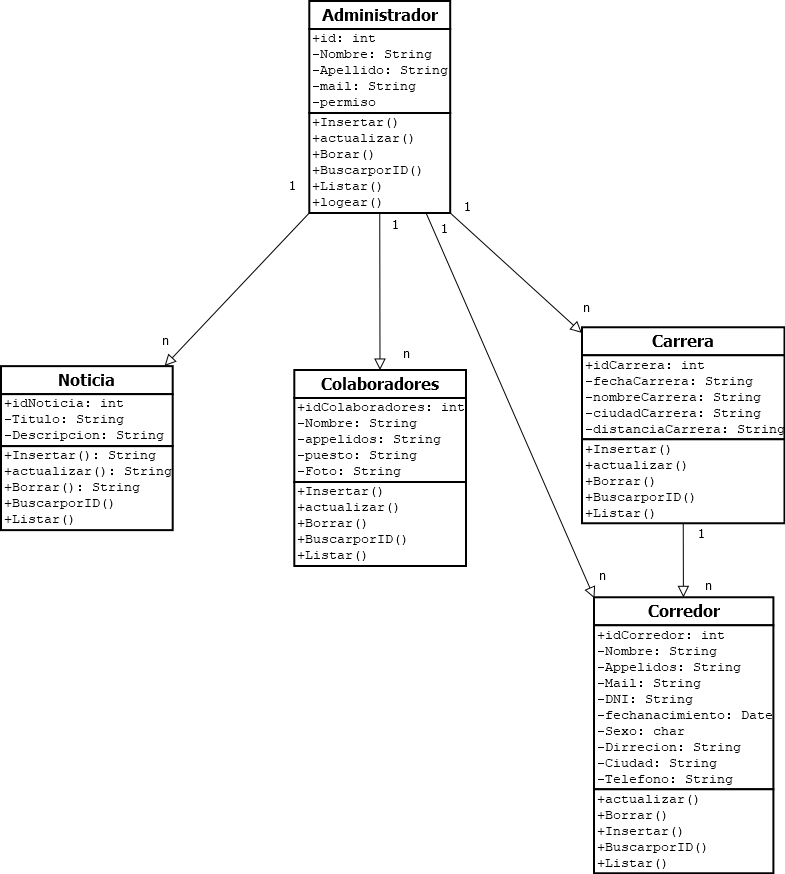 Administrador
+id: int
-Nombre: String
-Apellido: String
-mail: String
-permiso
+Insertar()
+actualizar()
+Borar()
+BuscarporID()
+Listar()
+logear()
1
1
1
1
n
n
n
Noticia
+idNoticia: int
-Titulo: String
-Descripcion: String
+Insertar(): String
+actualizar(): String
+Borrar(): String
+BuscarporID()
+Listar()
Colaboradores
+idColaboradores: int
-Nombre: String
-appelidos: String
-puesto: String
-Foto: String
+Insertar()
+actualizar()
+Borrar()
+BuscarporID()
+Listar()
Carrera
+idCarrera: int
-fechaCarrera: String
-nombreCarrera: String
-ciudadCarrera: String
-distanciaCarrera: String
+Insertar()
+actualizar()
+Borrar()
+BuscarporID()
+Listar()
1
n
n
Corredor
+idCorredor: int
-Nombre: String
-Appelidos: String
-Mail: String
-DNI: String
-fechanacimiento: Date
-Sexo: char
-Dirrecion: String
-Ciudad: String
-Telefono: String
+actualizar()
+Borrar()
+Insertar()
+BuscarporID()
+Listar()